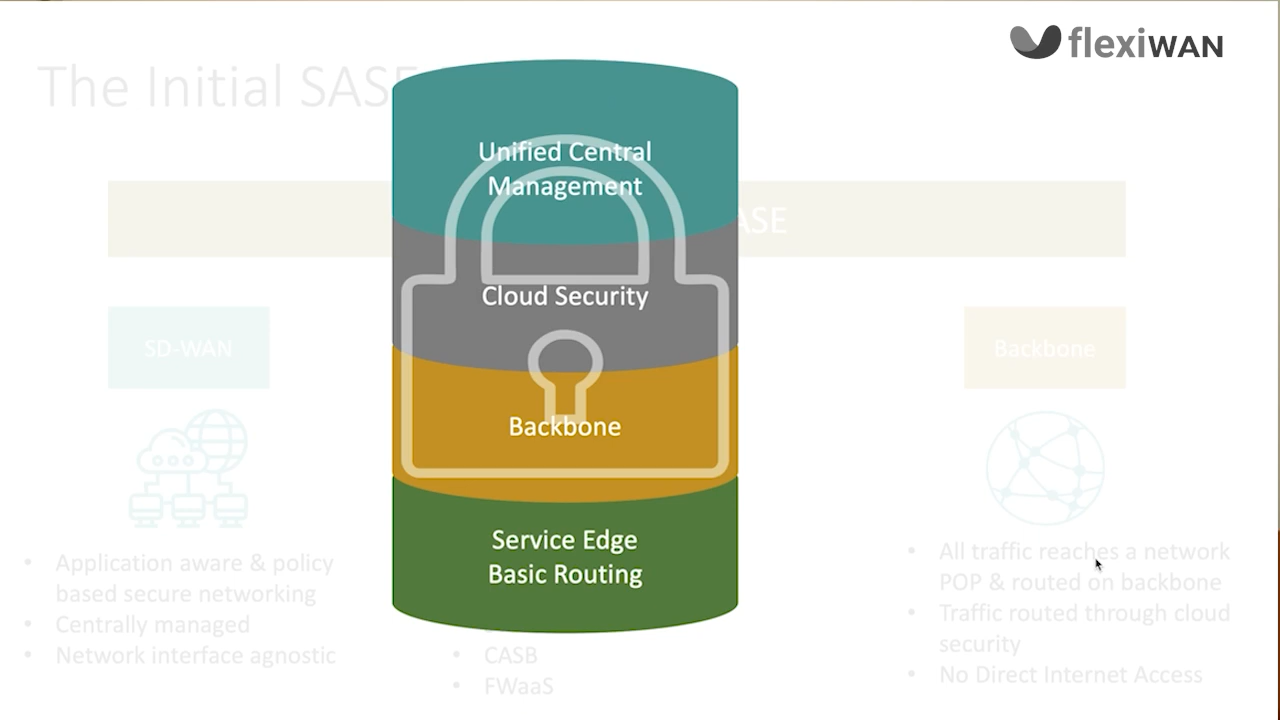 flexiWAN
The Initial SASE
Unified Central
Management
ASE
Cloud Security
SD-WAN
Backbone
Backbone
Service Edge
Basic Routing
• Application aware & policy
based secure networking
• Centrally managed
• Network interface agnostic
• CASB
• FWaaS
• All traffic reaches a network
POP & routed on backbone
• Traffic routed through cloud
security
• No Direct Internet Access